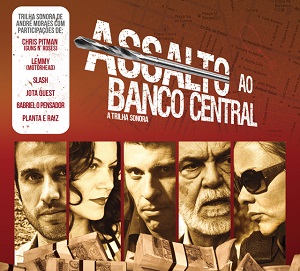 TRILHA SONORA DE
ANDRÉ MORAES COM
PARTICIPAÇÕES DE:
CHRIS PITMAN
(GUNS N' ROSES)
LEMMY
(MOTÖRHEAD)
SLASH
JOTA QUEST
GABRIEL O PENSADOR
PLANTA E RAIZ
ASSALTO AO
BANCO CENTRAL
A TRILHA SONORA